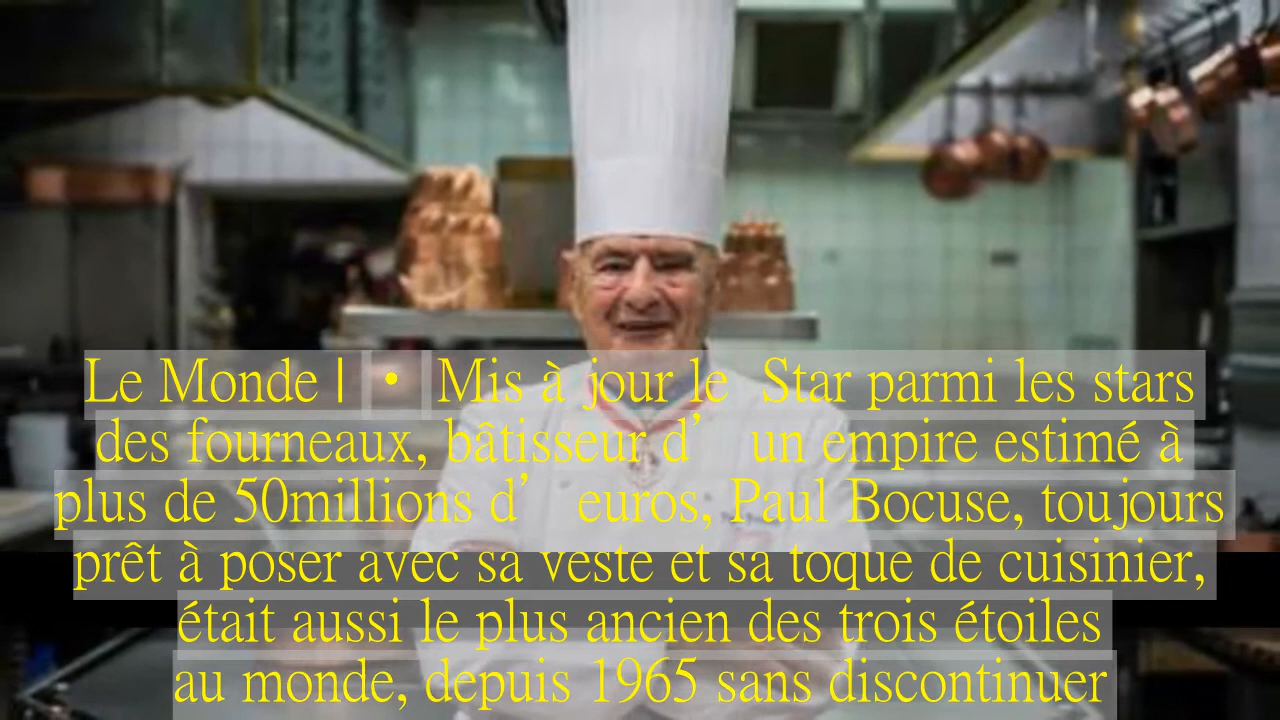 Le Monde | • Mis à jour le Star parmi les stars
des fourneaux, bâtisseur d’un empire estimé à
plus de 50millions d’euros, Paul Bocuse, toujours
prêt à poser avec sa veste et sa toque de cuisinier,
était aussi le plus ancien des trois étoiles
au monde, depuis 1965 sans discontinuer